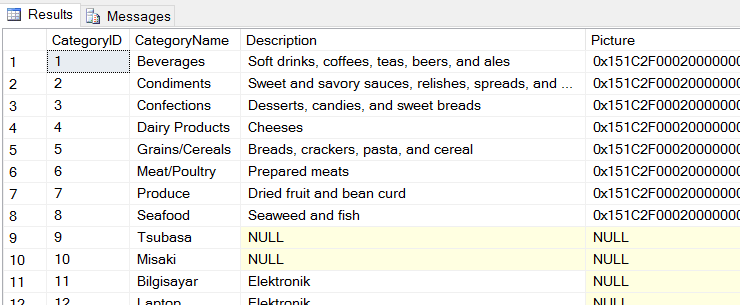 Results Messages
CategoryID CategoryName Description Picture
1 1 Beverages Soft drinks, coffees, teas, beers, and ales 0x151C2F00020000000
2 2 Condiments Sweet and savory sauces, relishes, spreads, and ... 0x151C2F00020000000
3 3 Confections Desserts, candies, and sweet breads 0x151C2F00020000000
4 4 Dairy Products Cheeses 0x151C2F00020000000
5 5 Grains/Cereals Breads, crackers, pasta, and cereal 0x151C2F00020000000
6 6 Meat/Poultry Prepared meats 0x151C2F00020000000
7 7 Produce Dried fruit and bean curd 0x151C2F00020000000
8 8 Seafood Seaweed and fish 0x151C2F00020000000
9 9 Tsubasa NULL NULL
10 10 Misaki NULL NULL
11 11 Bilgisayar Elektronik
12 12 Laptop Elektronik